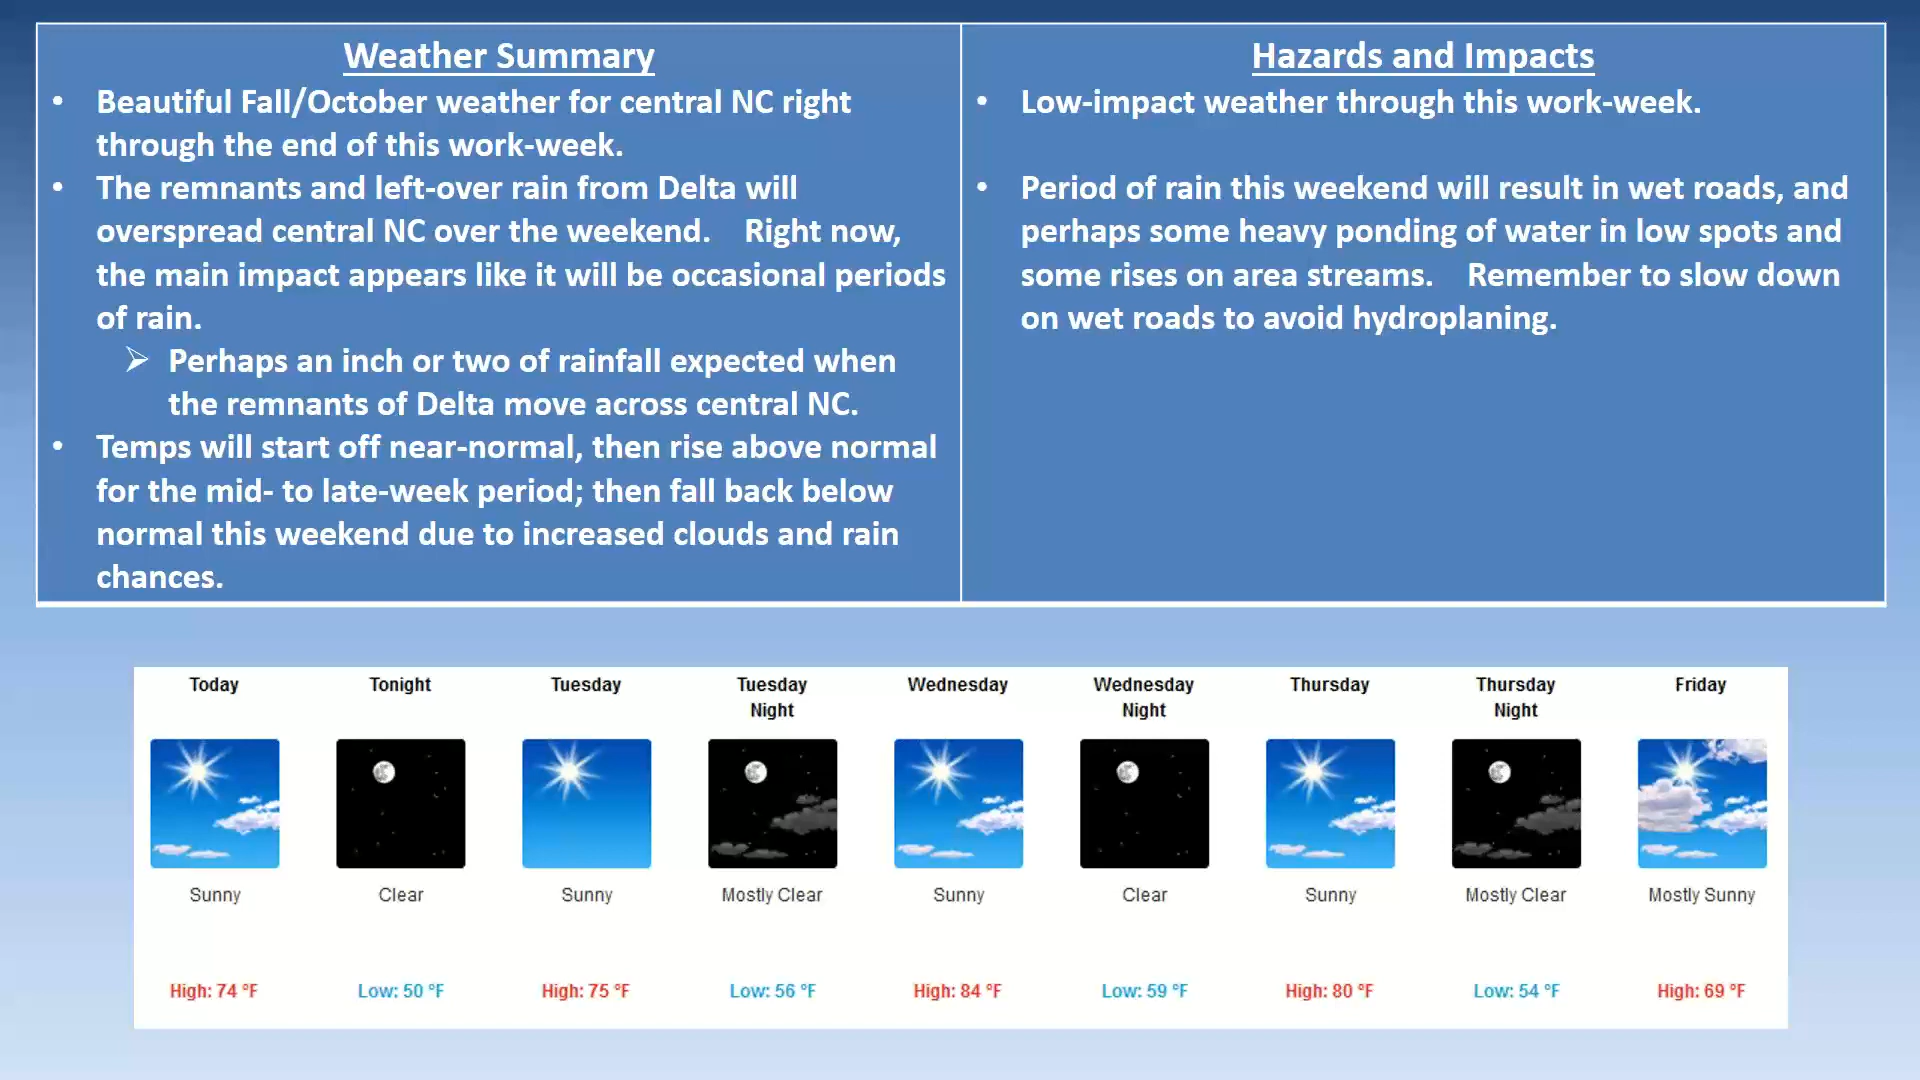 Weather Summary
• Beautiful Fall/October weather for central NC right
through the end of this work-week.
• The remnants and left-over rain from Delta will
overspread central NC over the weekend. Right now,
the main impact appears like it will be occasional periods
of rain.
➢ Perhaps an inch or two of rainfall expected when
the remnants of Delta move across central NC.
• Temps will start off near-normal, then rise above normal
for the mid- to late-week period; then fall back below
normal this weekend due to increased clouds and rain
chances.
Hazards and Impacts
• Low-impact weather through this work-week.
• Period of rain this weekend will result in wet roads, and
perhaps some heavy ponding of water in low spots and
some rises on area streams. Remember to slow down
on wet roads to avoid hydroplaning.
Today
Sunny
High: 74 °F
Tonight
Clear
Low: 50 °F
Tuesday
Sunny
High: 75 °F
Tuesday
Night
Mostly Clear
Low: 56 °F
Wednesday
Sunny
High: 84 °F
Wednesday
Night
Clear
Low: 59 °F
Thursday
Sunny
High: 80 °F
Thursday
Night
Mostly Clear
Low: 54 °F
Friday
Mostly Sunny
High: 69 °F